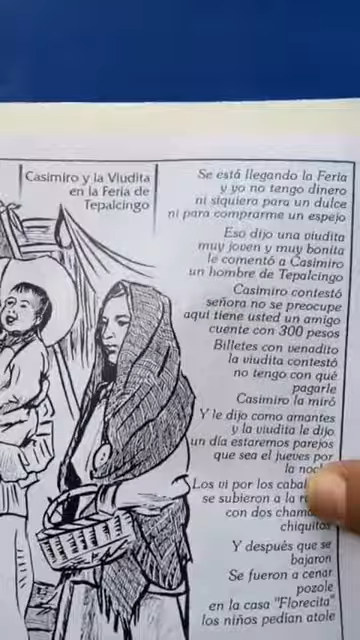 Casimiro y la Viudita
en la Feria de
Tepalcingo
Se está llegando la Feria
y yo no tengo dinero
ni siquiera para un dulce
ni para comprarme un espejo
Eso dijo una viudita
muy joven y muy bonita
le comentó a Casimiro
un hombre de Tepalcingo
Casimiro contestó
señora no se preocupe
aquí tiene usted un amigo
cuente con 300 pesos
Billetes con venadito
la viudita contestó
no tengo con qué
pagarle
Casimiro la miró
Y le dijo como amantes
y la viudita le dijo
un día estaremos parejos
que sea el jueves por
la
Los vi por los
se subieron a la
con dos
chiquitos
Y después que se
bajaron
Se fueron a cenar
pozole
en la casa "Florecita"
los niños pedían atole